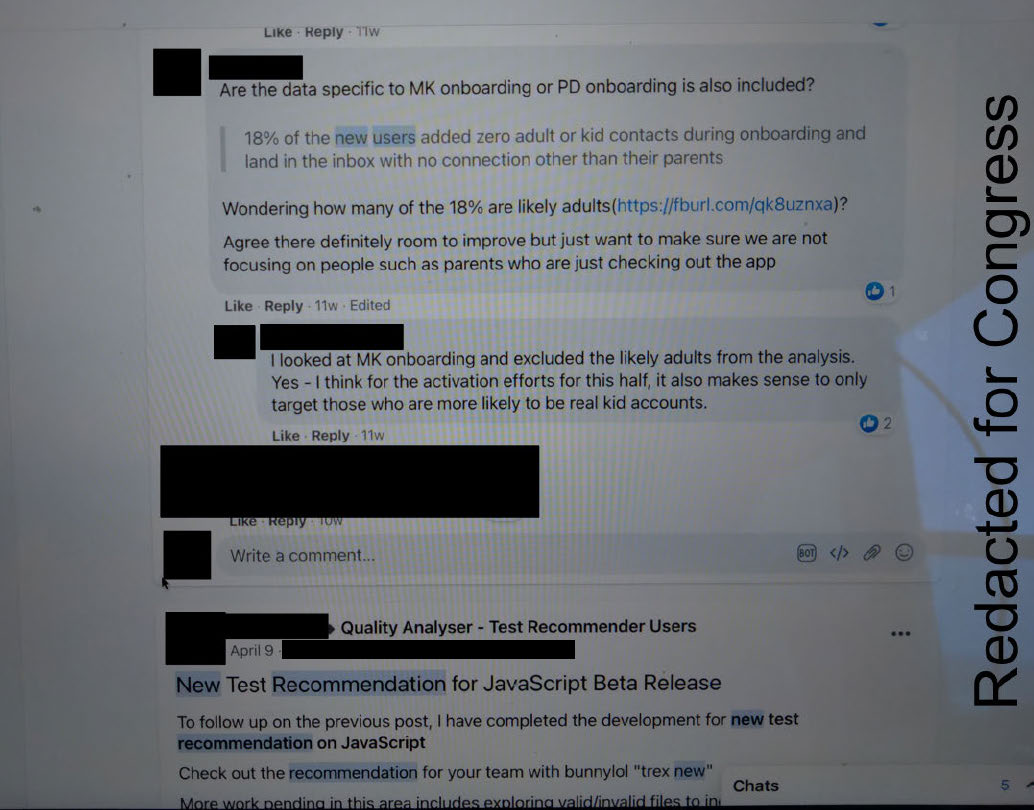 Like · Reply · 11w
Are the data specific to MK onboarding or PD onboarding is also included?
18% of the new users added zero adult or kid contacts during onboarding and
land in the inbox with no connection other than their parents
Wondering how many of the 18% are likely adults(https://fburl.com/qk8uznxa)?
Agree there definitely room to improve but just want to make sure we are not
focusing on people such as parents who are just checking out the app
1
Like · Reply · 11w · Edited
I looked at MK onboarding and excluded the likely adults from the analysis.
Yes - I think for the activation efforts for this half, it also makes sense to only
target those who are more likely to be real kid accounts.
2
Like · Reply · 11w
Like · Reply · 10w
Write a comment...
BOT </>
Quality Analyser - Test Recommender Users
April 9 ·
New Test Recommendation for JavaScript Beta Release
To follow up on the previous post, I have completed the development for new test
recommendation on JavaScript
Check out the recommendation for your team with bunnylol "trex new"
More work pending in this area includes exploring valid/invalid files to
Chats 5
Redacted for Congress